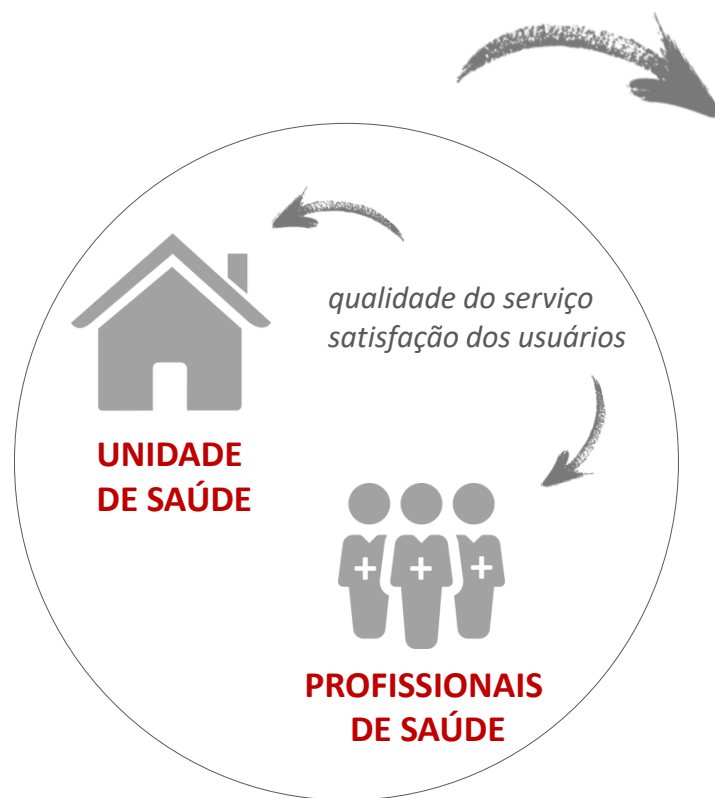 qualidade do serviço
satisfação dos usuários
UNIDADE
DE SAÚDE
PROFISSIONAIS
DE SAÚDE